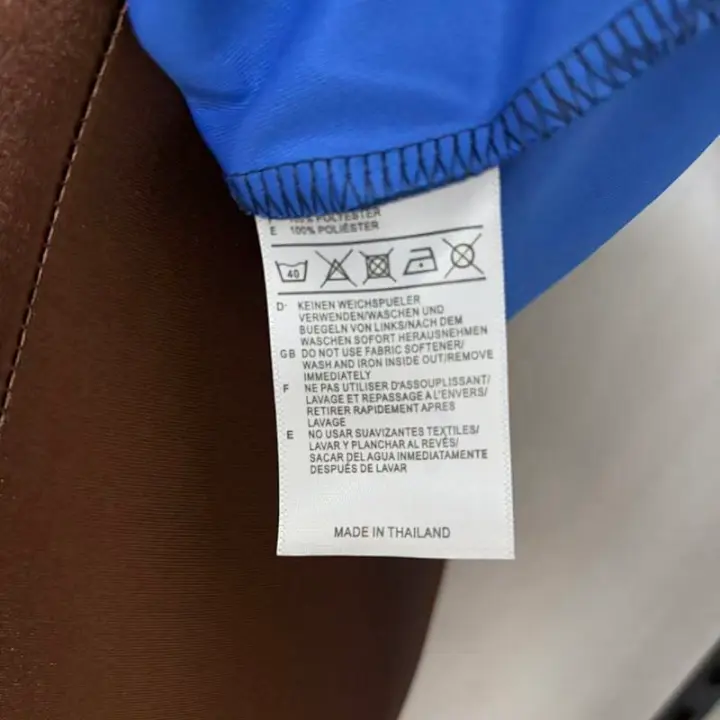 F 100% POLYESTER
E 100% POLIÉSTER
40
D KEINEN WEICHSPUELER
VERWENDEN/WASCHEN UND
BUEGELN VON LINKS/NACH DEM
WASCHEN SOFORT HERAUSNEHMEN
GB DO NOT USE FABRIC SOFTENER/
WASH AND IRON INSIDE OUT/REMOVE
IMMEDIATELY
F NE PAS UTILISER D'ASSOUPLISSANT/
LAVAGE ET REPASSAGE A L'ENVERS/
RETIRER RAPIDEMENT APRES
LAVAGE
E NO USAR SUAVIZANTES TEXTILES/
LAVAR Y PLANCHAR AL REVÉS/
SACAR DEL AGUA INMEDIATAMENTE
DESPUÉS DE LAVAR
MADE IN THAILAND